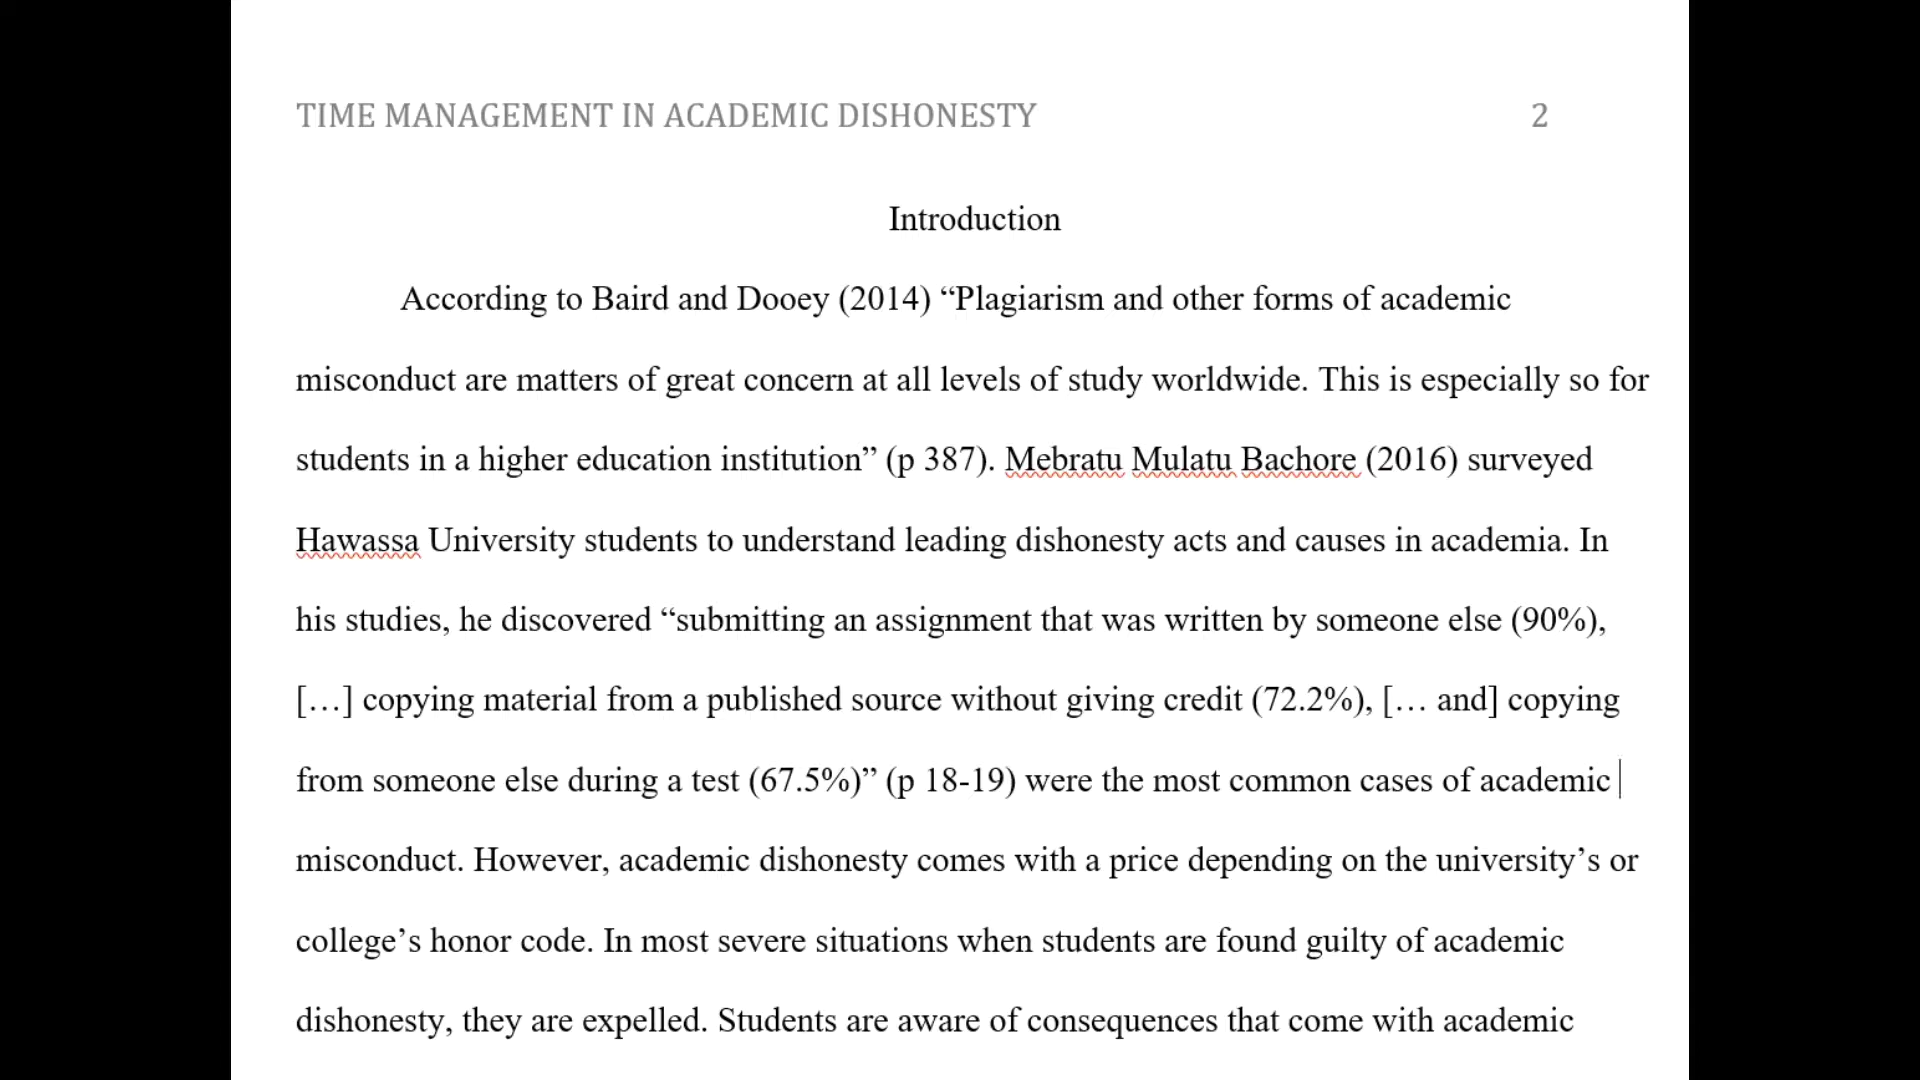 TIME MANAGEMENT IN ACADEMIC DISHONESTY 2
Introduction
According to Baird and Dooey (2014) “Plagiarism and other forms of academic
misconduct are matters of great concern at all levels of study worldwide. This is especially so for
students in a higher education institution” (p 387). Mebratu Mulatu Bachore (2016) surveyed
Hawassa University students to understand leading dishonesty acts and causes in academia. In
his studies, he discovered “submitting an assignment that was written by someone else (90%),
[…] copying material from a published source without giving credit (72.2%), [… and] copying
from someone else during a test (67.5%)” (p 18-19) were the most common cases of academic
misconduct. However, academic dishonesty comes with a price depending on the university’s or
college’s honor code. In most severe situations when students are found guilty of academic
dishonesty, they are expelled. Students are aware of consequences that come with academic